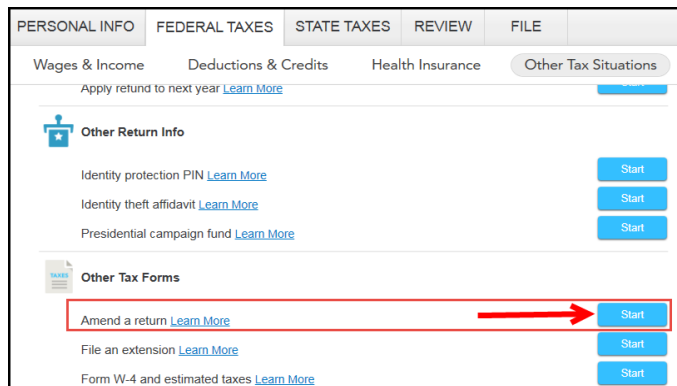 PERSONAL INFO FEDERAL TAXES STATE TAXES REVIEW FILE
Wages & Income Deductions & Credits Health Insurance Other Tax Situations
Apply refund to next year Learn More
Other Return Info
Identity protection PIN Learn More Start
Identity theft affidavit Learn More Start
Presidential campaign fund Learn More Start
TAXES Other Tax Forms
Amend a return Learn More Start
File an extension Learn More Start
Form W-4 and estimated taxes Learn More Start